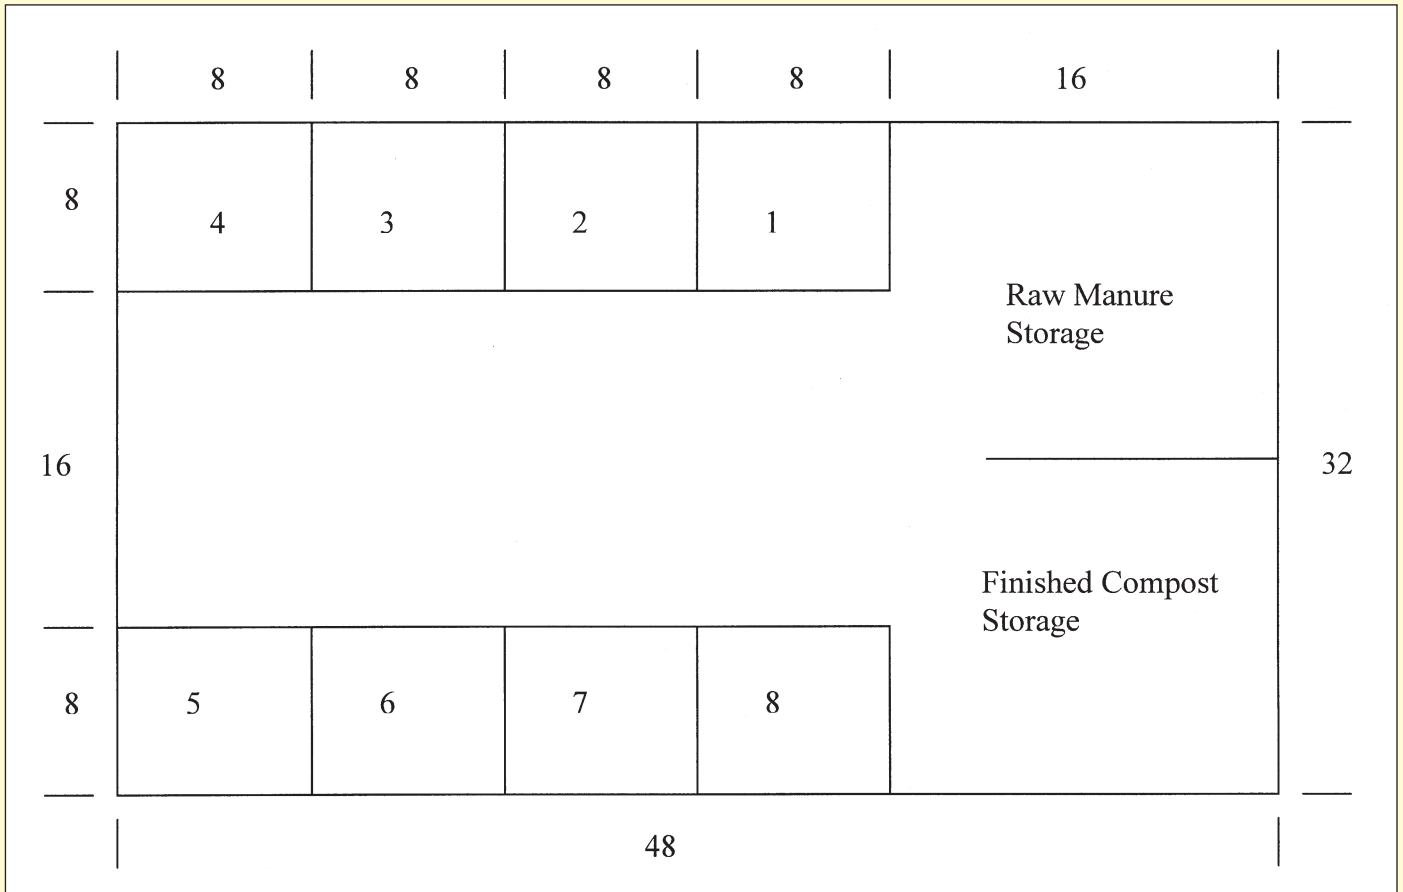 8 8 8 8 16
8
4 3 2 1
Raw Manure
Storage
16
32
Finished Compost
Storage
8
5 6 7 8
48